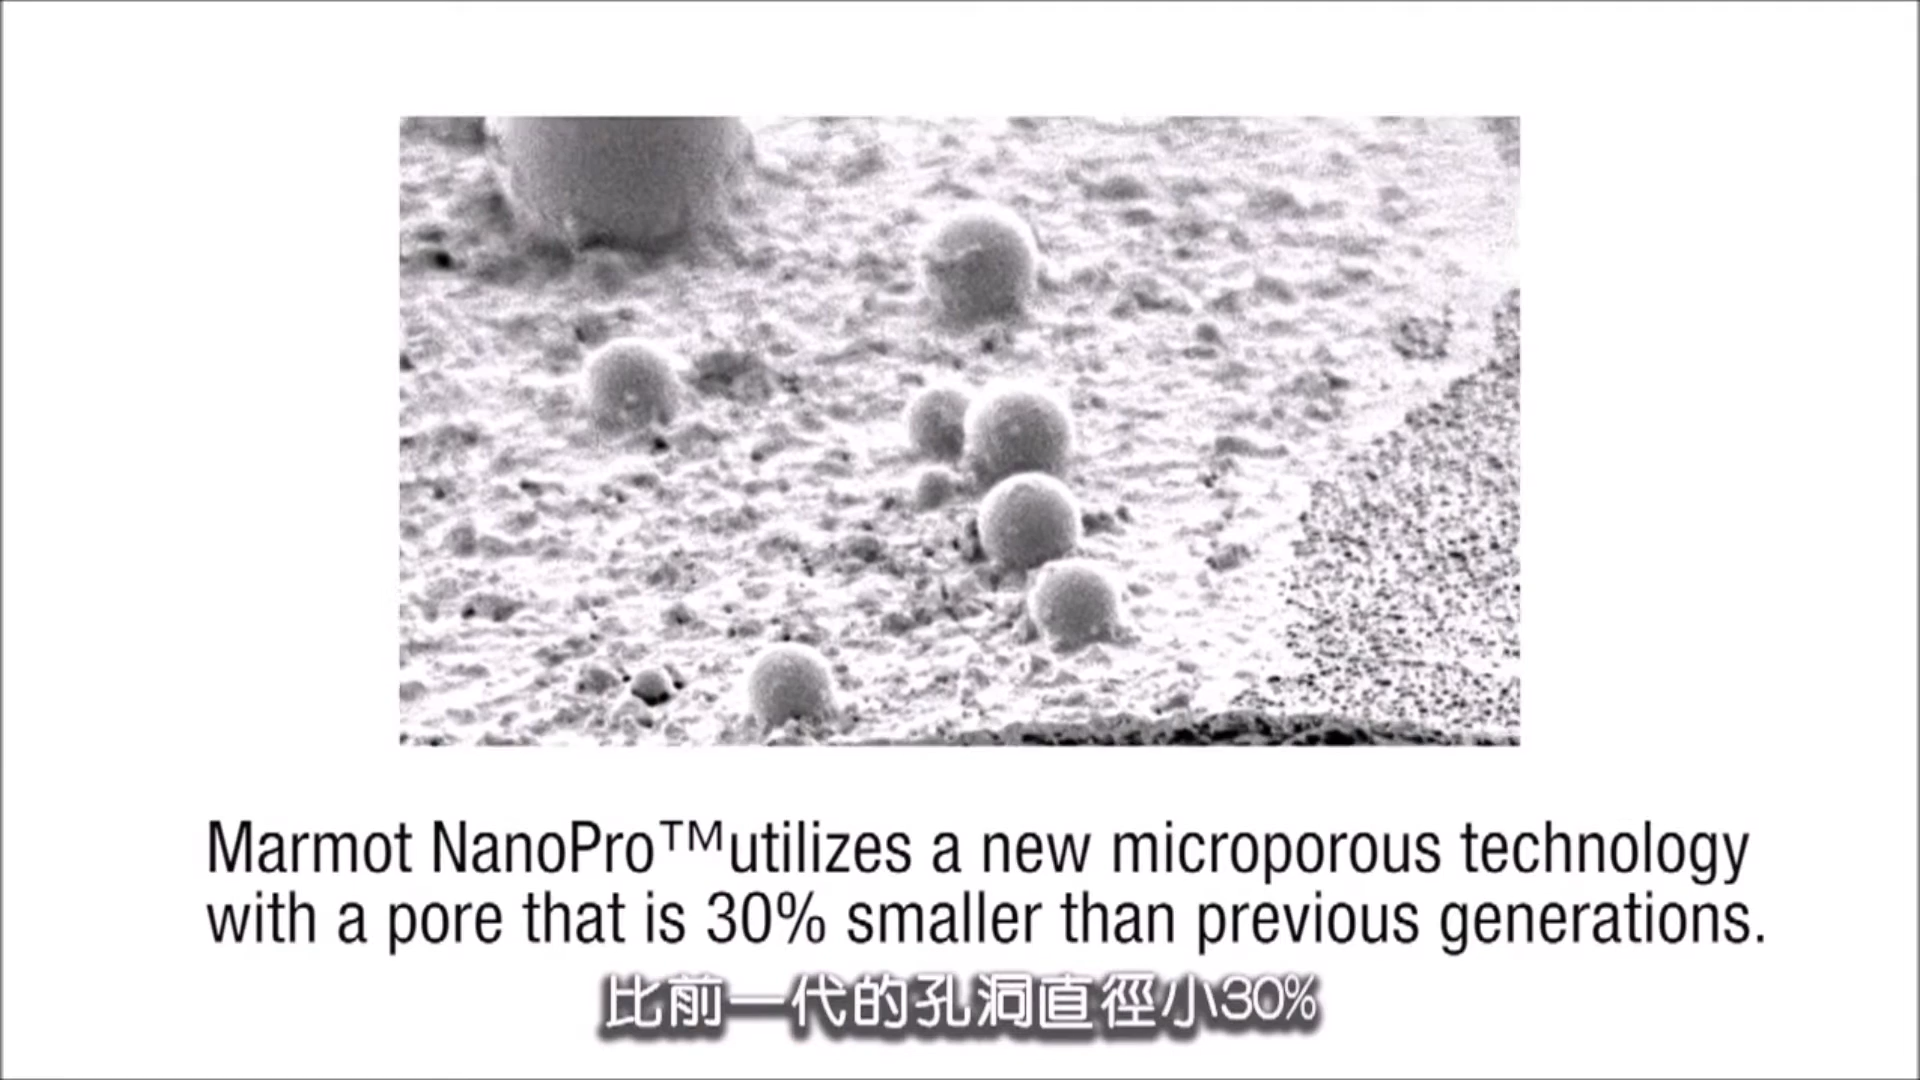 Marmot NanoPro™utilizes a new microporous technology
with a pore that is 30% smaller than previous generations.
比前一代的孔洞直徑小30%